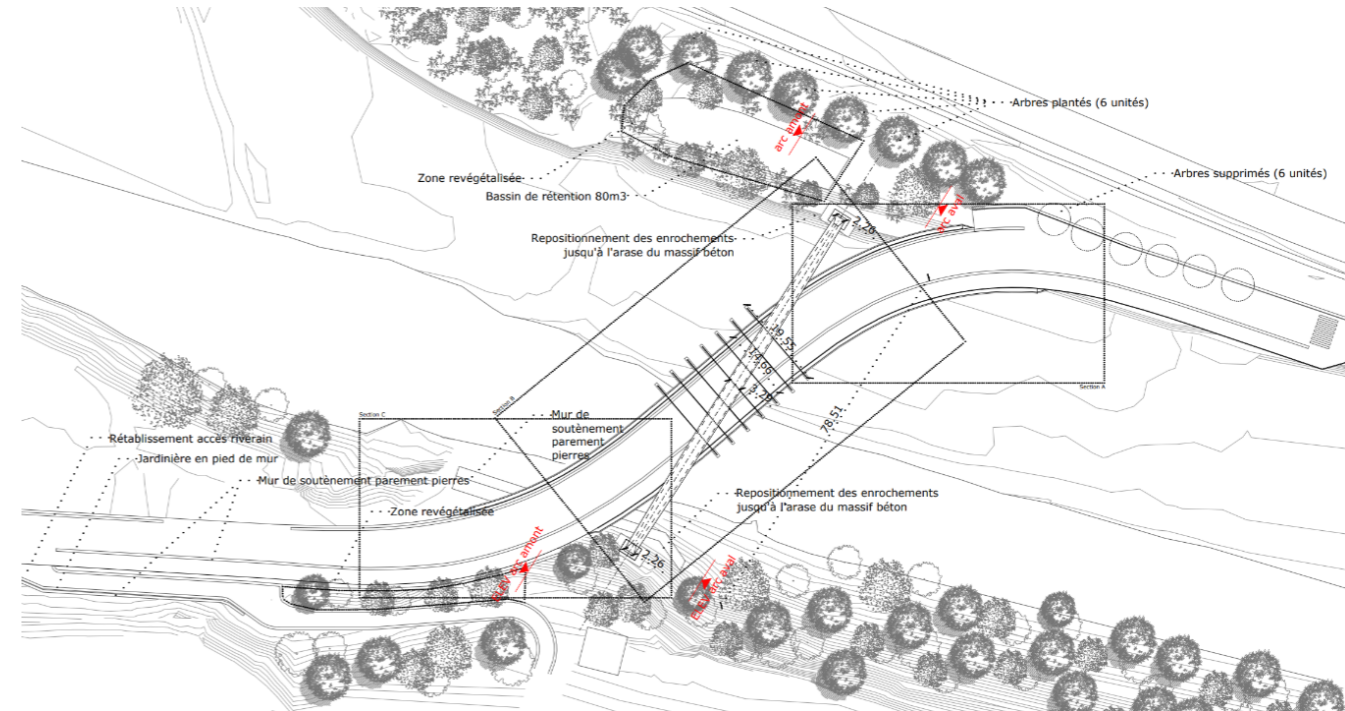 Arbres plantés (6 unités)
arc amont
Arbres supprimés (6 unités)
Zone revégétalisée
Bassin de rétention 80m3
arc aval
2.26
Repositionnement des enrochements
jusqu'à l'arase du massif béton
19.55
14.66
3.29
Section A
78.51
Section B
Section C
Mur de
soutènement
parement
pierres
Rétablissement accès riverain
Jardinière en pied de mur
Mur de soutènement parement pierres
Zone revégétalisée
Repositionnement des enrochements
jusqu'à l'arase du massif béton
ELEV arc amont
2.26
ELEV arc aval